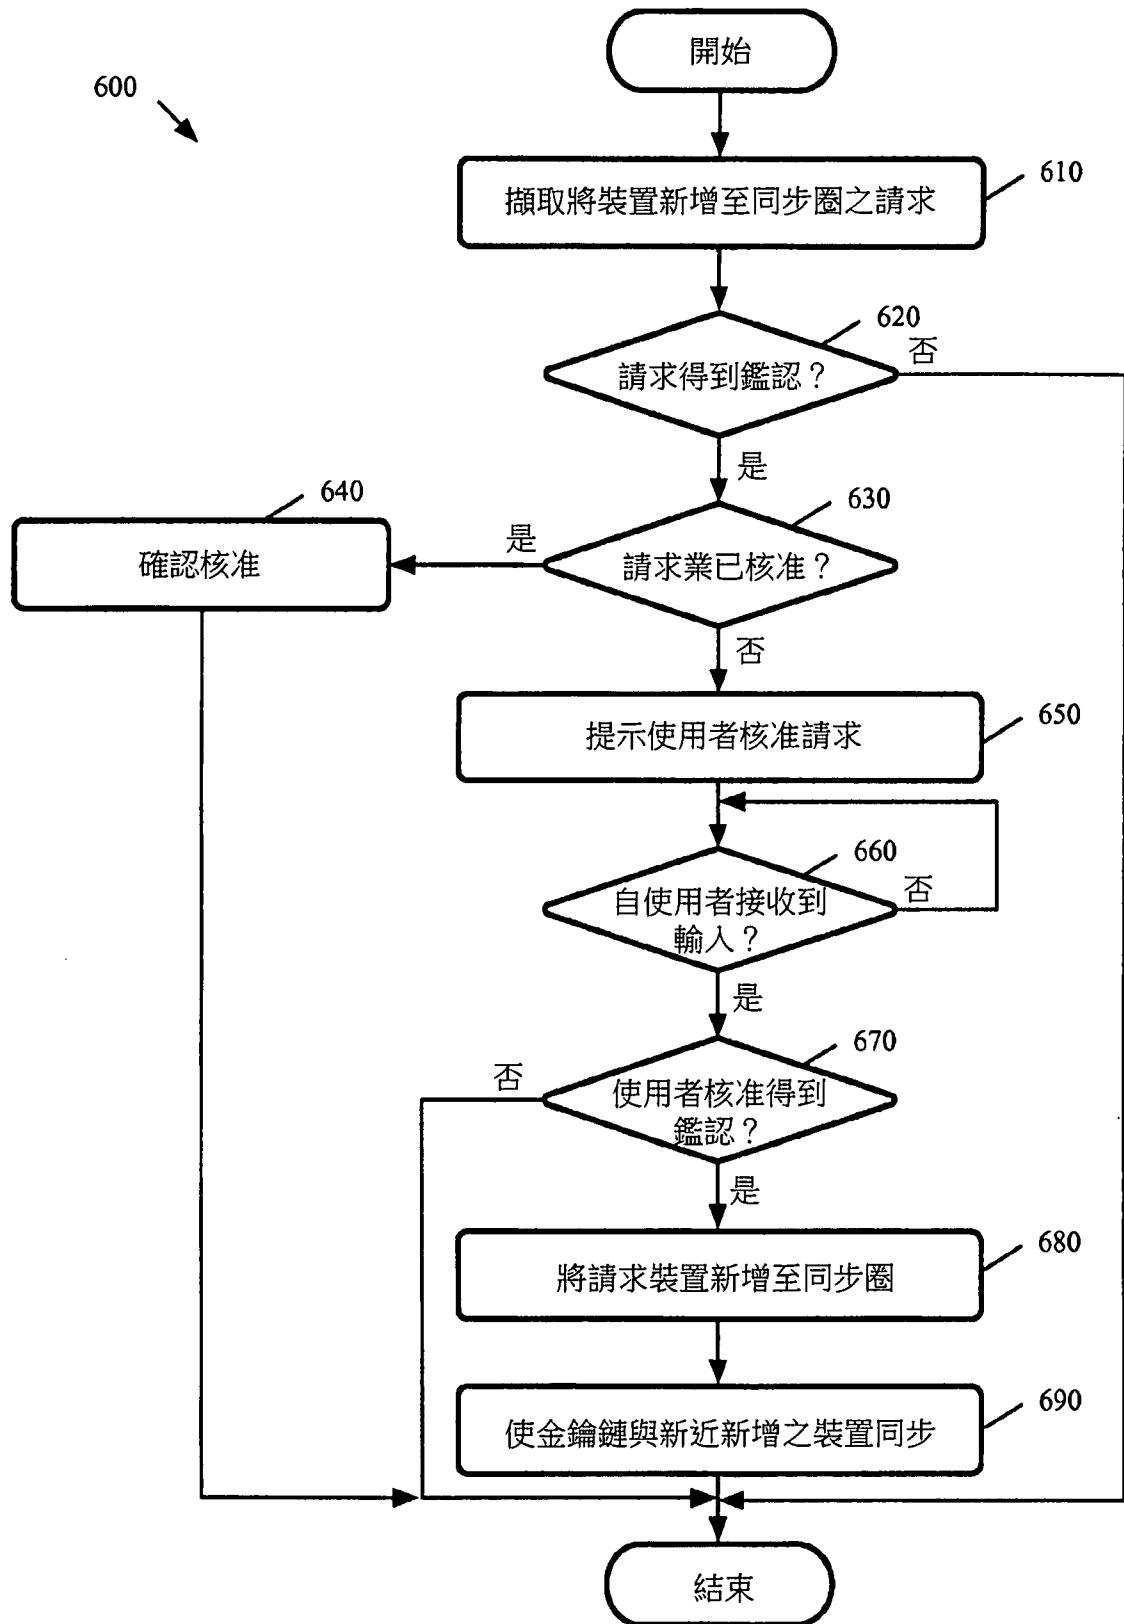 開始
600
610
擷取將裝置新增至同步圈之請求
620
否
請求得到鑑認？
是
640
630
是
確認核准
請求業已核准？
否
650
提示使用者核准請求
660
否
自使用者接收到
輸入？
是
670
否
使用者核准得到
鑑認？
是
680
將請求裝置新增至同步圈
690
使金鑰鏈與新近新增之裝置同步
結束